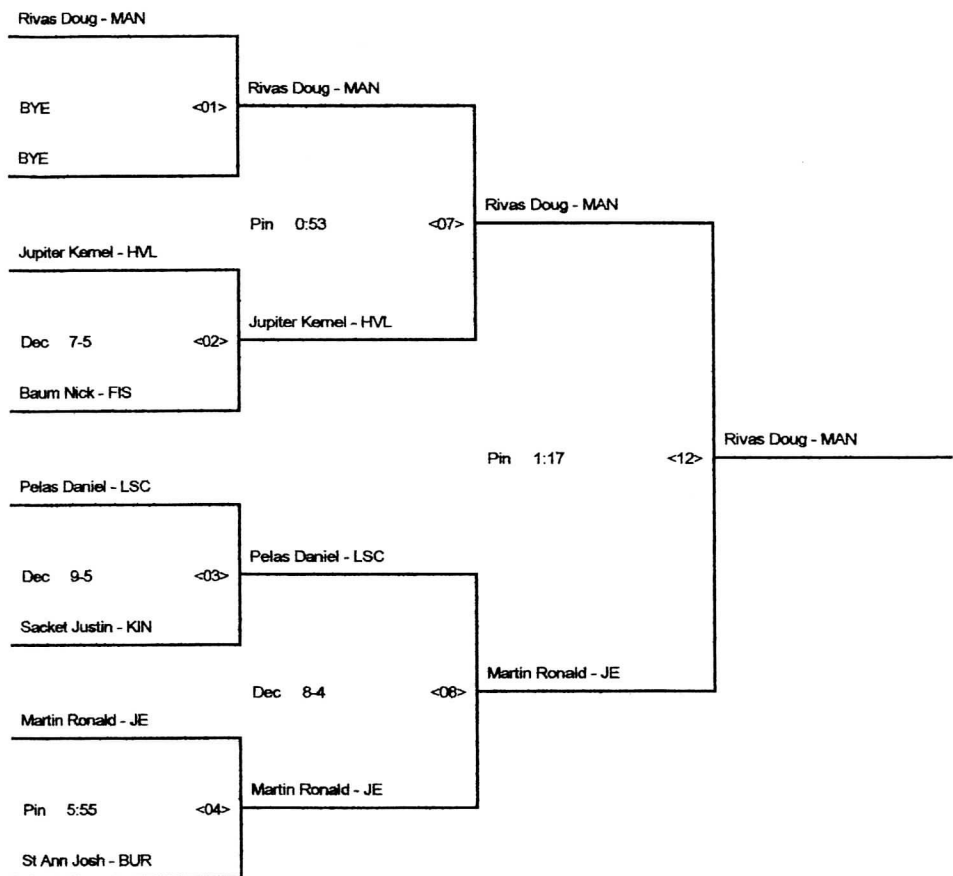 Rivas Doug - MAN
BYE <01>
Rivas Doug - MAN
BYE
Pin 0:53 <07>
Rivas Doug - MAN
Jupiter Kernel - HVL
Dec 7-5 <02>
Jupiter Kernel - HVL
Baum Nick - FIS
Pin 1:17 <12>
Rivas Doug - MAN
Pelas Daniel - LSC
Dec 9-5 <03>
Pelas Daniel - LSC
Sacket Justin - KIN
Dec 8-4 <08>
Martin Ronald - JE
Martin Ronald - JE
Pin 5:55 <04>
Martin Ronald - JE
St Ann Josh - BUR